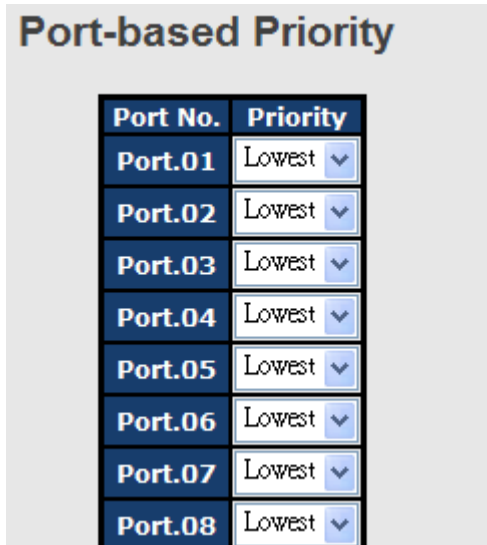 Port-based Priority
Port No. Priority
Port.01 Lowest
Port.02 Lowest
Port.03 Lowest
Port.04 Lowest
Port.05 Lowest
Port.06 Lowest
Port.07 Lowest
Port.08 Lowest